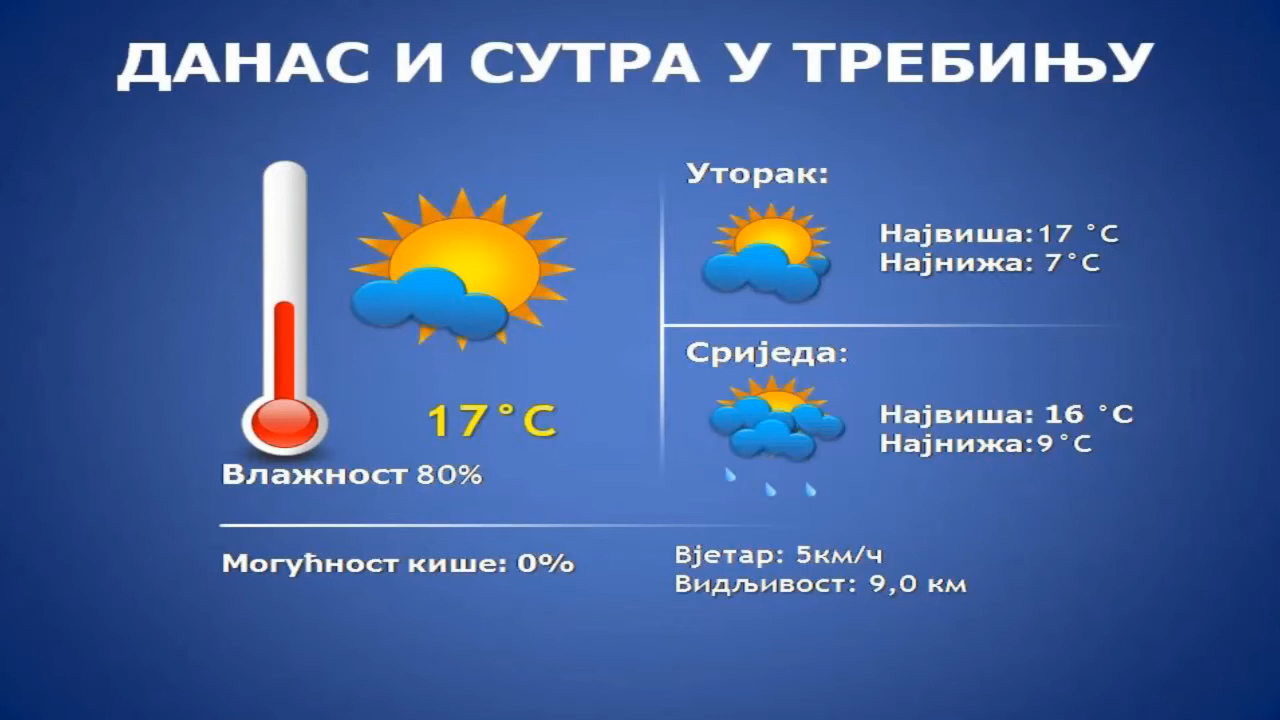 ДАНАС И СУТРА У ТРЕБИЊУ
17°C
Влажност 80%
Уторак:
Највиша:17 °C
Најнижа: 7°C
Сриједа:
Највиша: 16 °C
Најнижа:9°C
Могућност кише: 0%
Вјетар: 5км/ч
Видљивост: 9,0 км